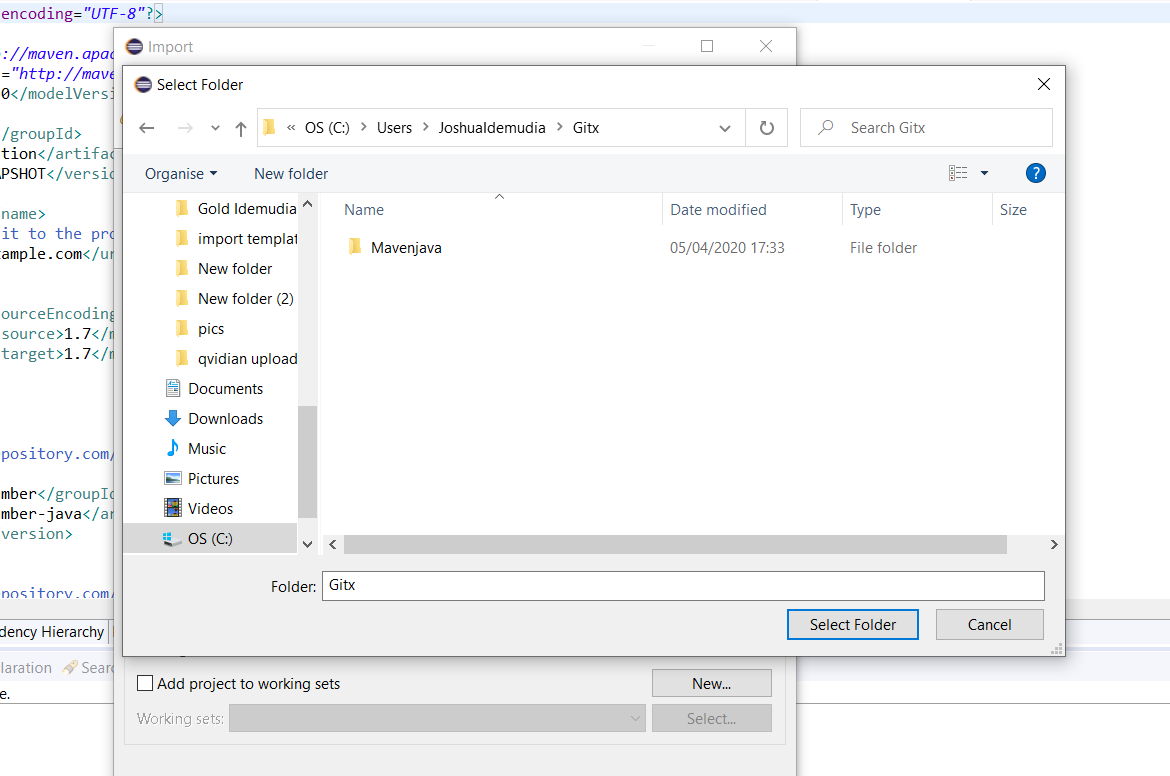 encoding="UTF-8"?>
Import
://maven.apac
="http://mave
0</modelVersi
/groupId>
tion</artifac
APSHOT</versio
name>
it to the pro
ample.com</ur
ourceEncoding
source>1.7</m
target>1.7</m
pository.com/
mber</groupId
mber-java</ar
version>
pository.com/
dency Hierarchy
laration Searc
e.
Select Folder
« OS (C:) > Users > JoshuaIdemudia > Gitx
Search Gitx
Organise New folder
?
Gold Idemudia
import templat
New folder
New folder (2)
pics
qvidian upload
Documents
Downloads
Music
Pictures
Videos
OS (C:)
Name Date modified Type Size
Mavenjava 05/04/2020 17:33 File folder
Folder: Gitx
Select Folder Cancel
Add project to working sets New...
Working sets: Select...